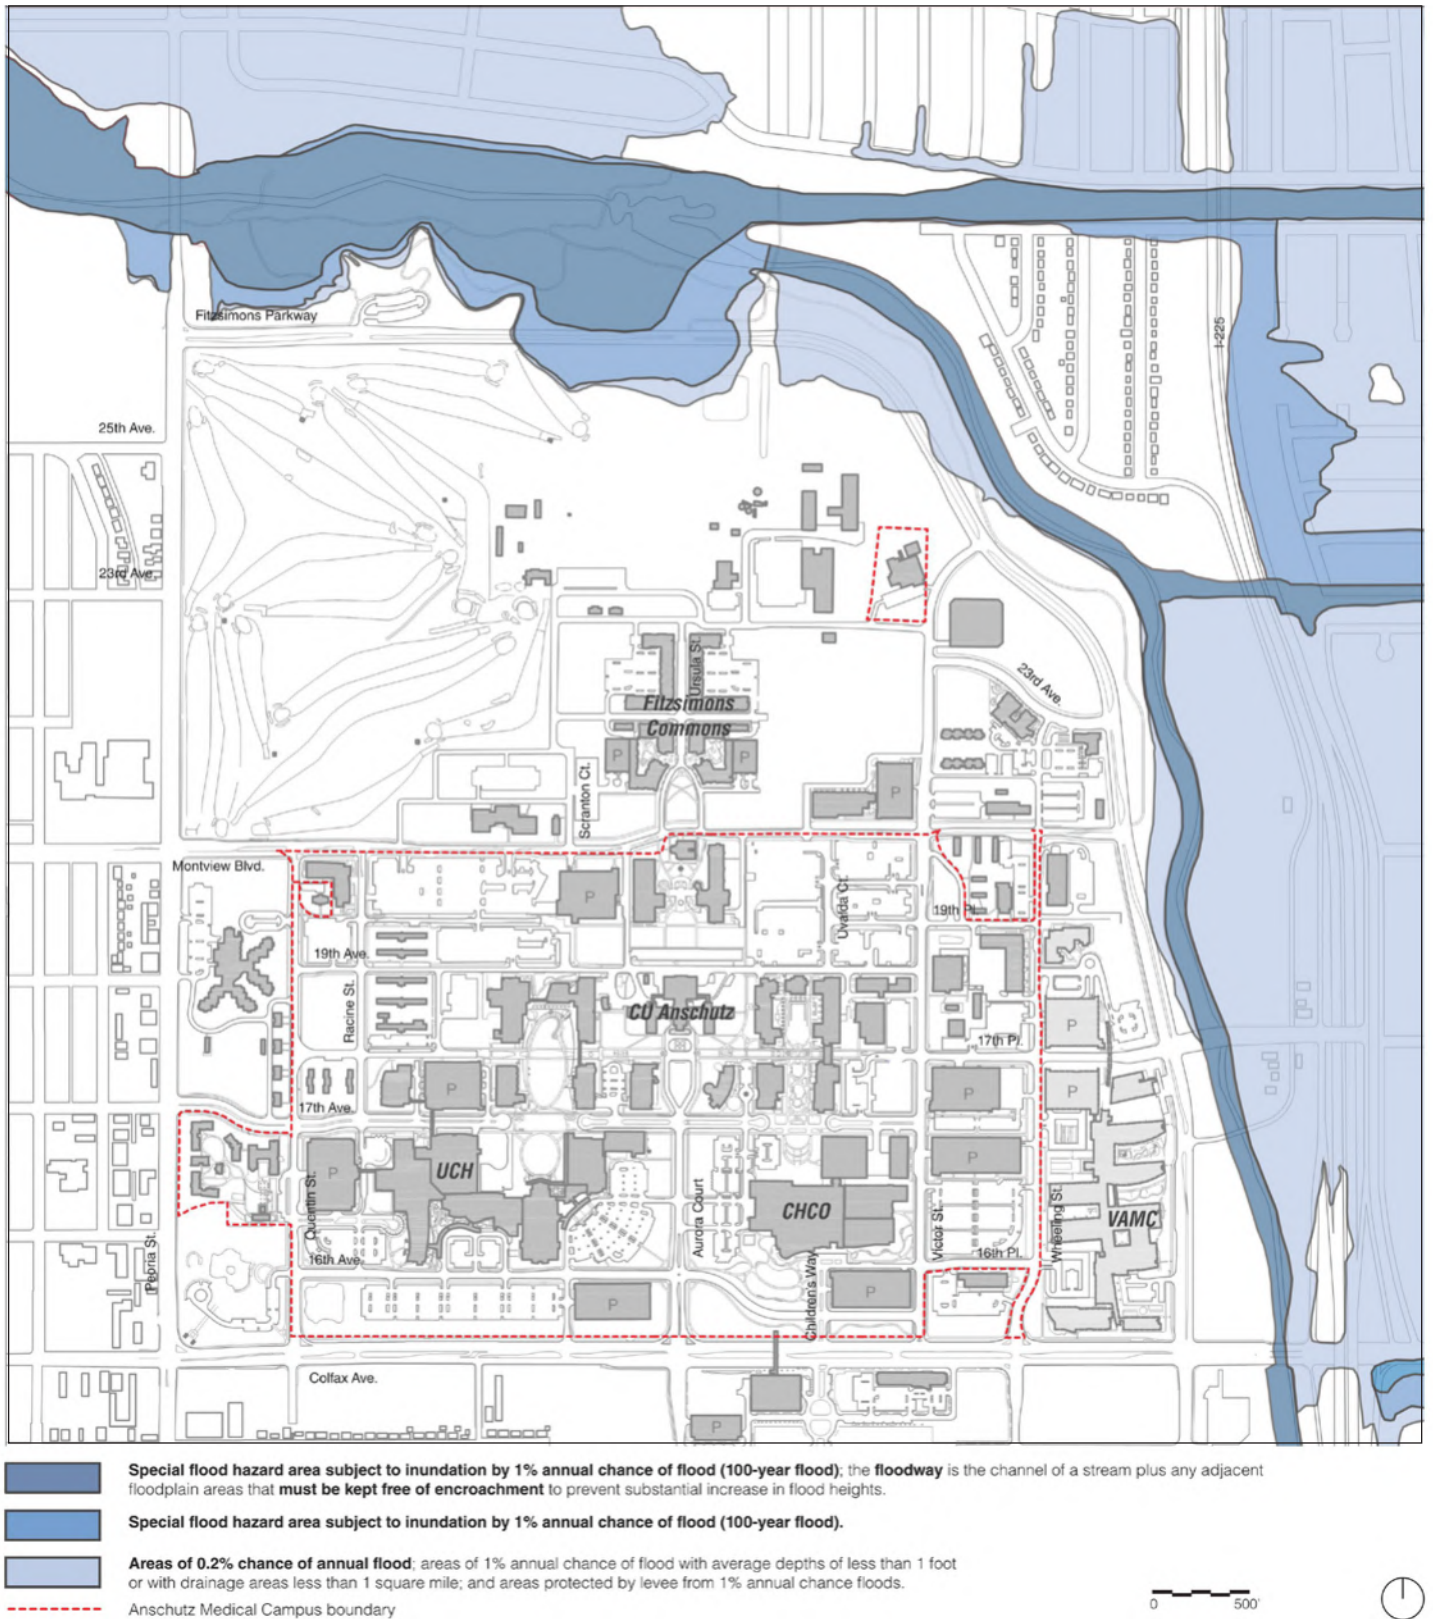 Fitzsimons Parkway
I-225
25th Ave.
23rd Ave.
Ursula St.
23rd Ave.
Fitzsimons
Commons
P
P
Scranton Ct.
P
Montview Blvd.
P
Uvalda Ct.
19th Pl.
19th Ave.
Racine St.
CU Anschutz
P
17th Pl.
P
P
P
17th Ave.
P
UCH
P
Quentin St.
Aurora Court
CHCO
Victor St.
Wheeling St.
VAMC
Peoria St.
16th Ave.
16th Pl.
Children's Way
P
P
Colfax Ave.
P
Special flood hazard area subject to inundation by 1% annual chance of flood (100-year flood); the floodway is the channel of a stream plus any adjacent
floodplain areas that must be kept free of encroachment to prevent substantial increase in flood heights.
Special flood hazard area subject to inundation by 1% annual chance of flood (100-year flood).
Areas of 0.2% chance of annual flood; areas of 1% annual chance of flood with average depths of less than 1 foot
or with drainage areas less than 1 square mile; and areas protected by levee from 1% annual chance floods.
Anschutz Medical Campus boundary
0 500'